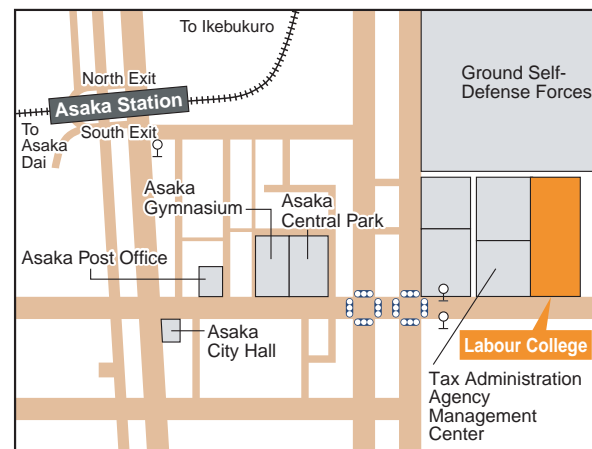 To Ikebukuro
North Exit
Asaka Station
South Exit
To
Asaka
Dai
Ground Self-
Defense Forces
Asaka
Gymnasium
Asaka
Central Park
Asaka Post Office
Asaka
City Hall
Labour College
Tax Administration
Agency
Management
Center